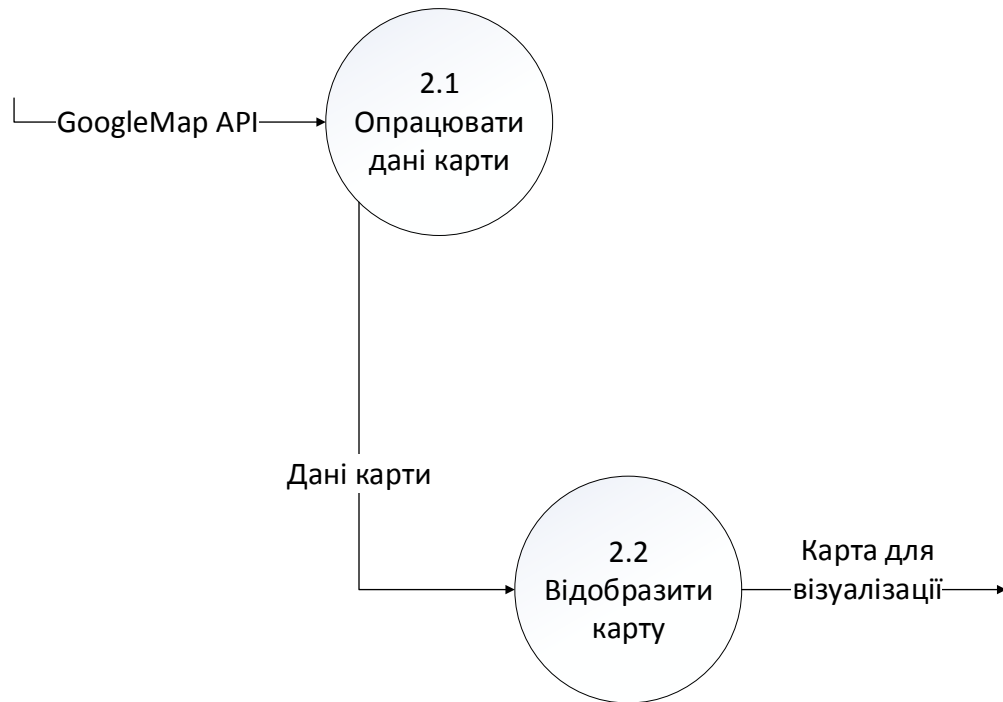 2.1
Опрацювати
дані карти
GoogleMap API
Дані карти
2.2
Відобразити
карту
Карта для
візуалізації